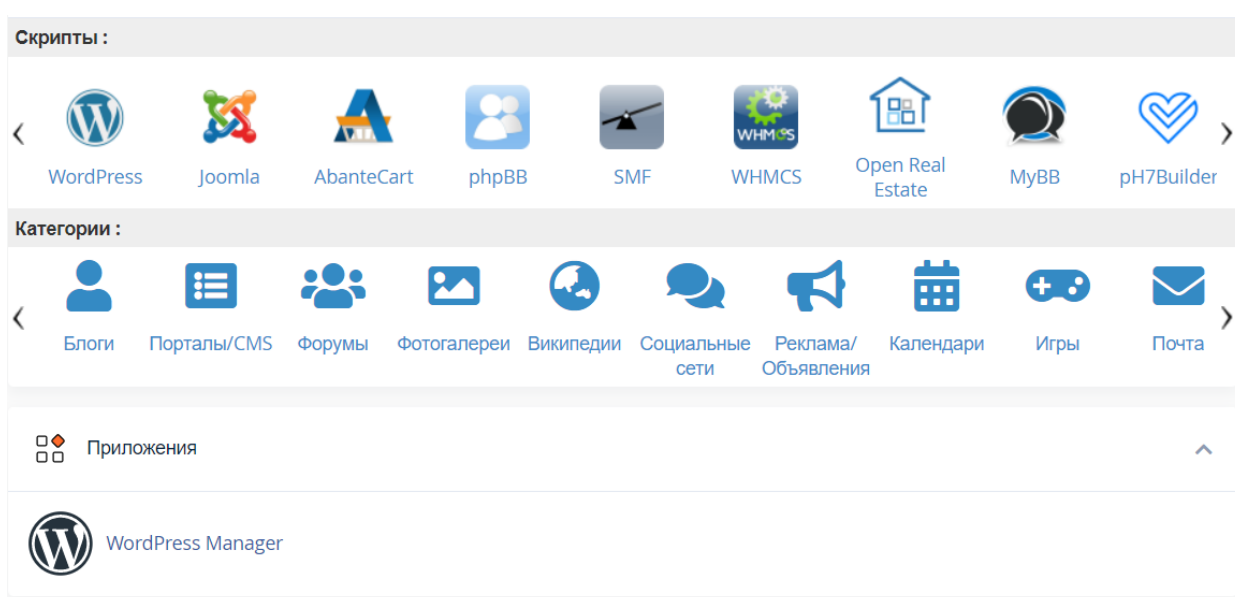 Скрипты :
WordPress Joomla AbanteCart phpBB SMF WHMCS Open Real Estate MyBB pH7Builder
Категории :
Блоги Порталы/CMS Форумы Фотогалереи Википедии Социальные сети Реклама/Объявления Календари Игры Почта
Приложения
WordPress Manager